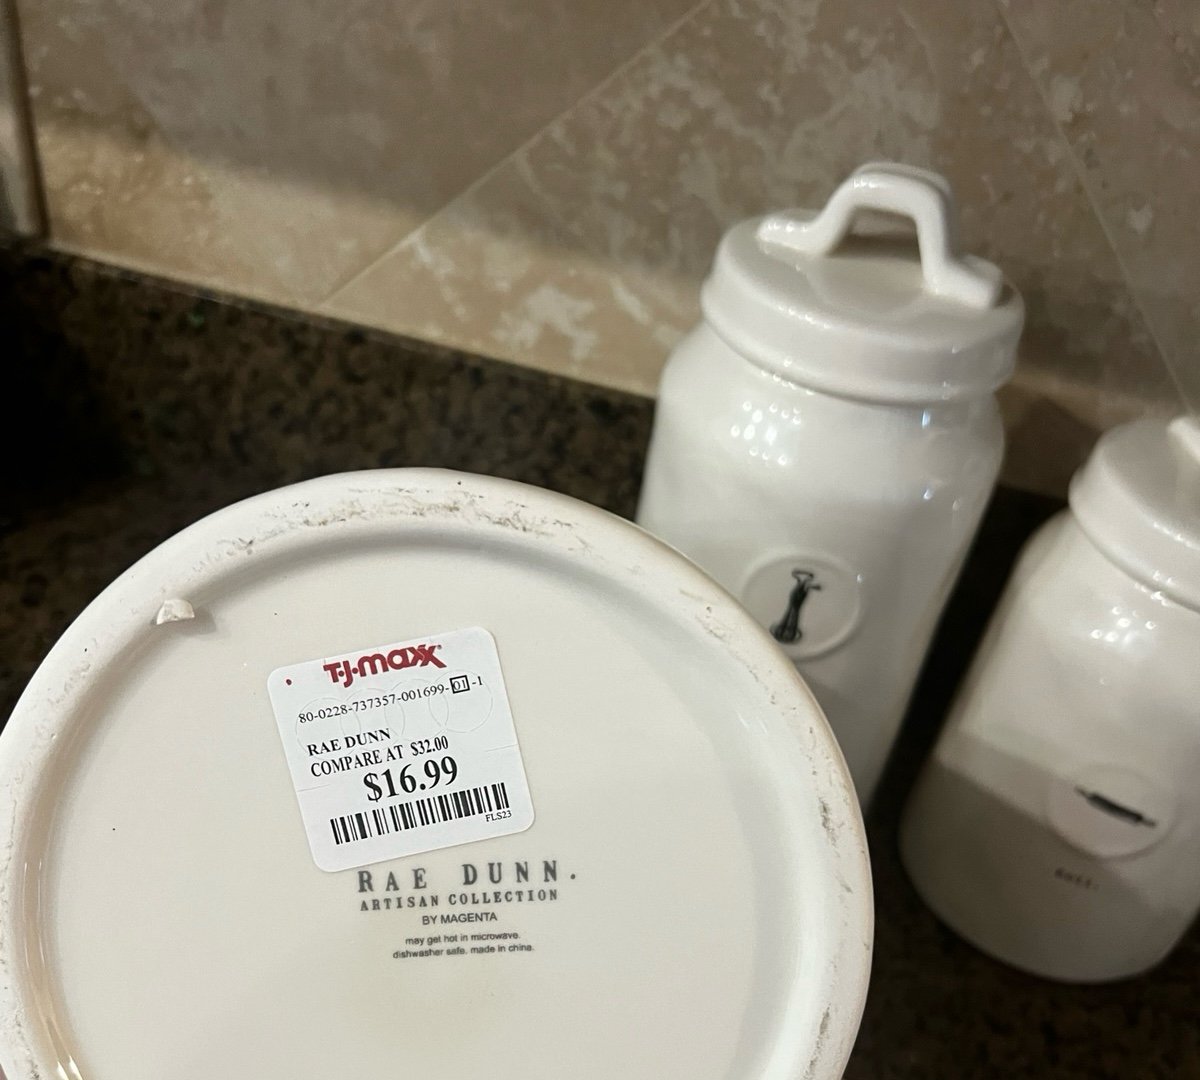 T·J·maxx®
80-0228-737357-001699-01-1
RAE DUNN
COMPARE AT $32.00
$16.99
FLS23
RAE DUNN.
ARTISAN COLLECTION
BY MAGENTA
may get hot in microwave.
dishwasher safe. made in china.